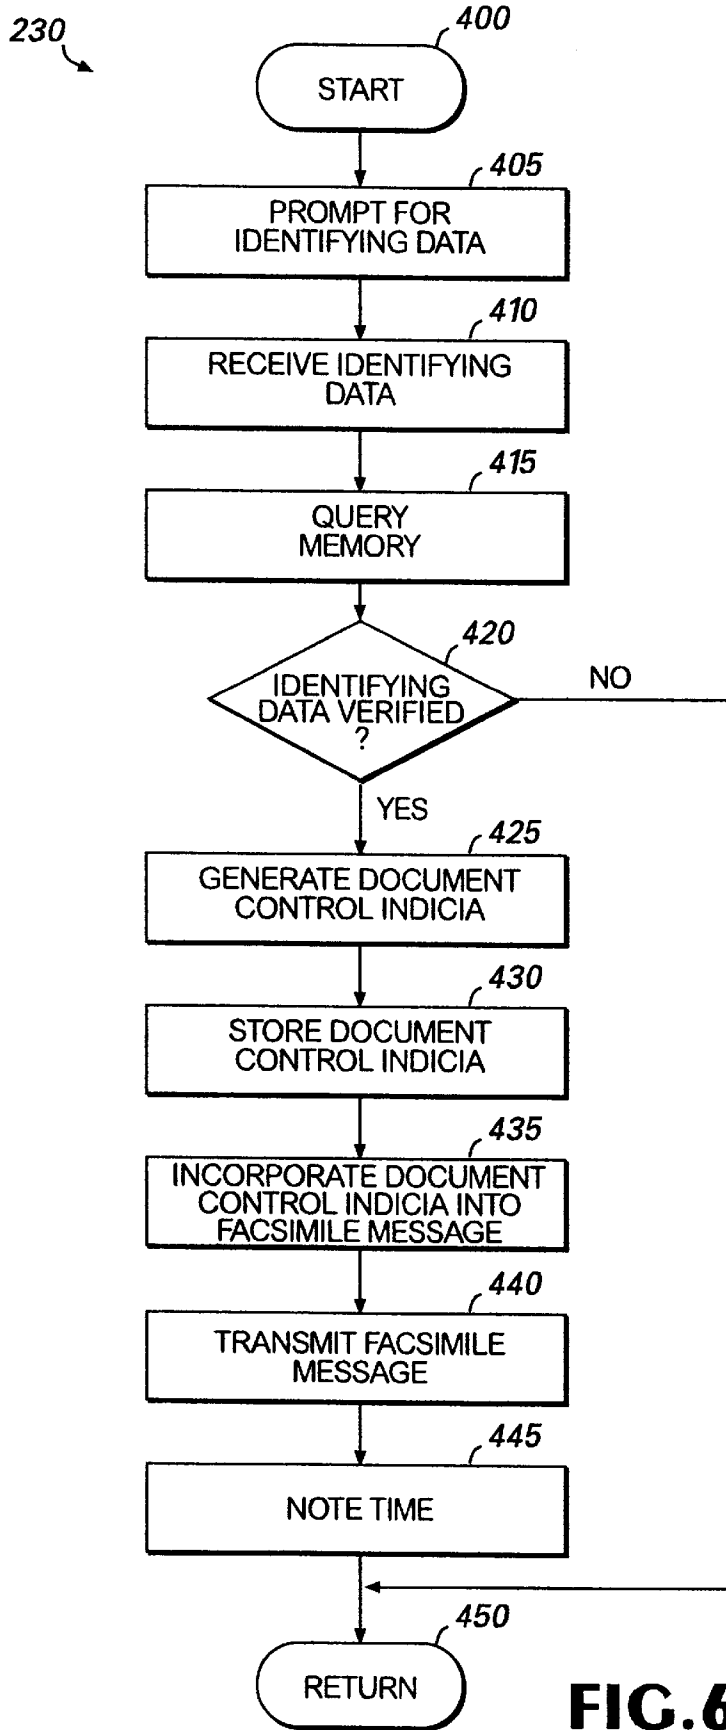 230
400
START
405
PROMPT FOR
IDENTIFYING DATA
410
RECEIVE IDENTIFYING
DATA
415
QUERY
MEMORY
420
IDENTIFYING
DATA VERIFIED
?
NO
YES
425
GENERATE DOCUMENT
CONTROL INDICIA
430
STORE DOCUMENT
CONTROL INDICIA
435
INCORPORATE DOCUMENT
CONTROL INDICIA INTO
FACSIMILE MESSAGE
440
TRANSMIT FACSIMILE
MESSAGE
445
NOTE TIME
450
RETURN
FIG.6